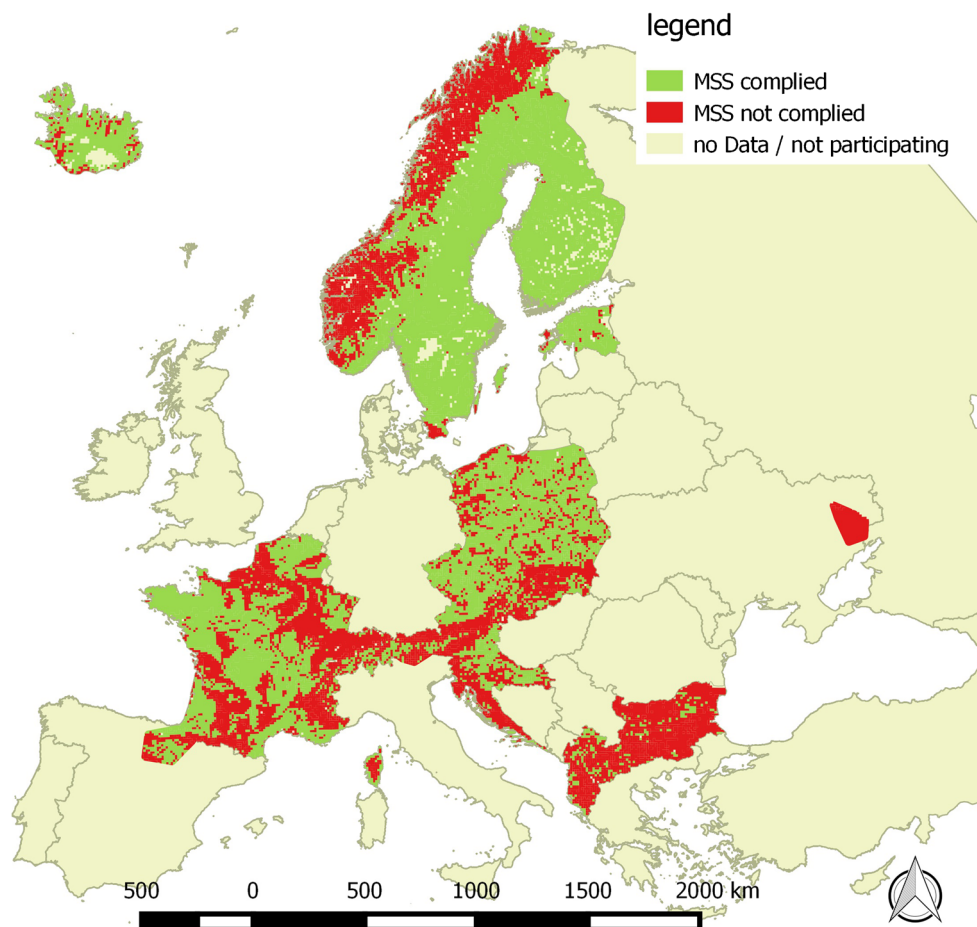 legend
MSS complied
MSS not complied
no Data / not participating
500 0 500 1000 1500 2000 km